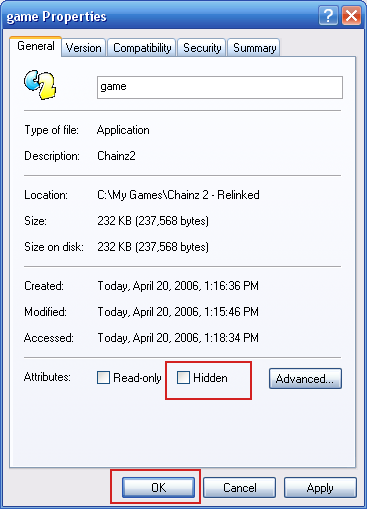 game Properties
General Version Compatibility Security Summary
game
Type of file: Application
Description: Chainz2
Location: C:\My Games\Chainz 2 - Relinked
Size: 232 KB (237,568 bytes)
Size on disk: 232 KB (237,568 bytes)
Created: Today, April 20, 2006, 1:16:36 PM
Modified: Today, April 20, 2006, 1:15:46 PM
Accessed: Today, April 20, 2006, 1:18:34 PM
Attributes: Read-only Hidden Advanced...
OK Cancel Apply